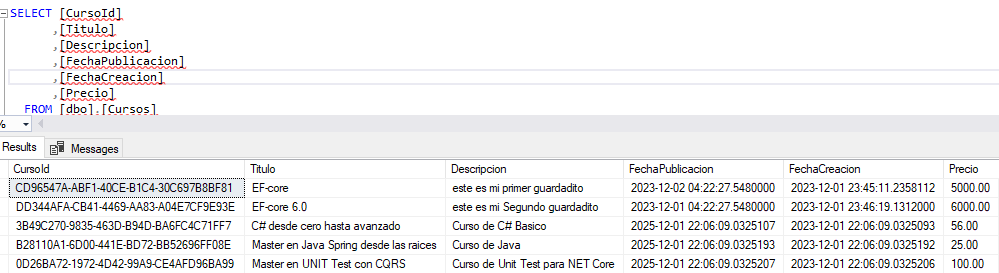 SELECT [CursoId]
,[Titulo]
,[Descripcion]
,[FechaPublicacion]
,[FechaCreacion]
,[Precio]
FROM [dbo].[Cursos]
%
Results Messages
CursoId Titulo Descripcion FechaPublicacion FechaCreacion Precio
CD96547A-ABF1-40CE-B1C4-30C697B8BF81 EF-core este es mi primer guardadito 2023-12-02 04:22:27.5480000 2023-12-01 23:45:11.2358112 5000.00
DD344AFA-CB41-4469-AA83-A04E7CF9E93E EF-core 6.0 este es mi Segundo guardadito 2023-12-02 04:22:27.5480000 2023-12-01 23:46:19.1312000 6000.00
3B49C270-9835-463D-B94D-BA6FC4C71FF7 C# desde cero hasta avanzado Curso de C# Basico 2025-12-01 22:06:09.0325107 2023-12-01 22:06:09.0325093 56.00
B28110A1-6D00-441E-BD72-BB52696FF08E Master en Java Spring desde las raices Curso de Java 2025-12-01 22:06:09.0325193 2023-12-01 22:06:09.0325192 25.00
0D26BA72-1972-4D42-99A9-CE4AFD96BA99 Master en UNIT Test con CQRS Curso de Unit Test para NET Core 2025-12-01 22:06:09.0325207 2023-12-01 22:06:09.0325206 100.00